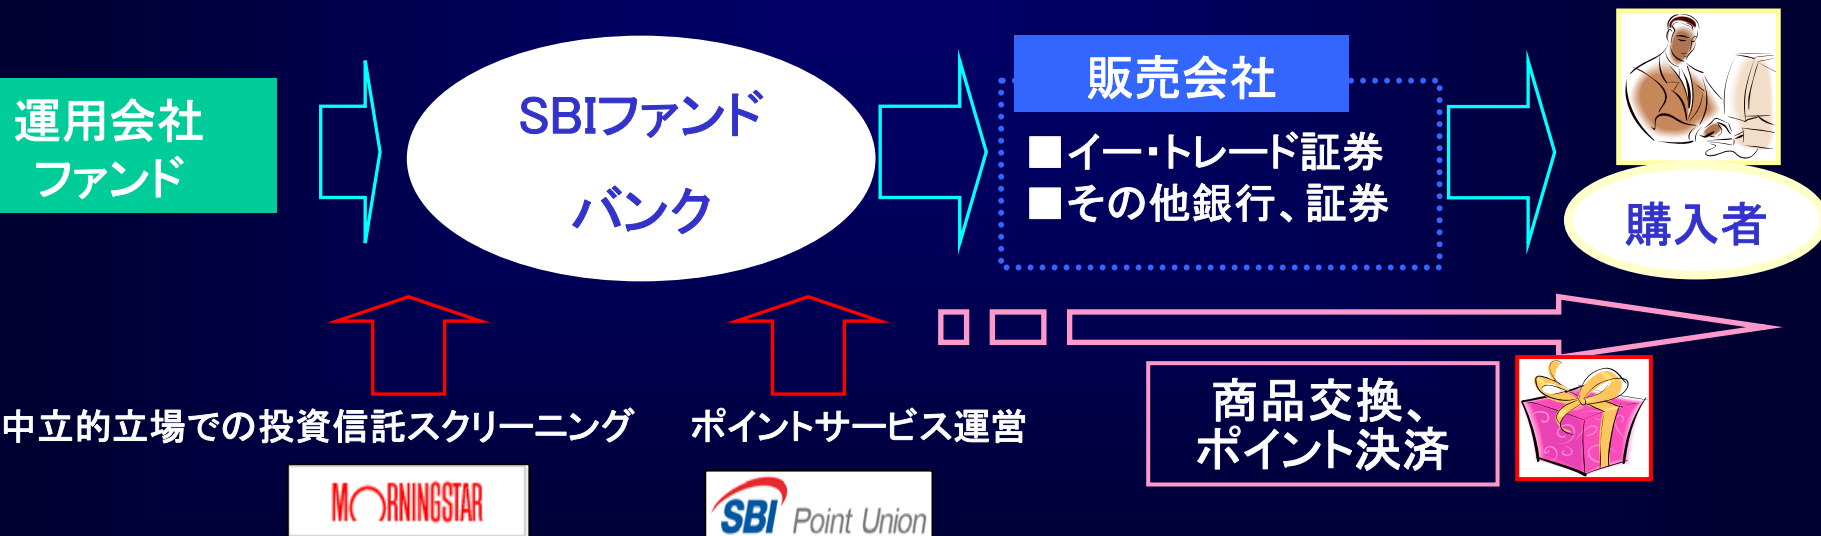 運用会社
ファンド
SBIファンド
バンク
販売会社
■イー・トレード証券
■その他銀行、証券
購入者
中立的立場での投資信託スクリーニング
MORNINGSTAR
ポイントサービス運営
SBI Point Union
商品交換、
ポイント決済